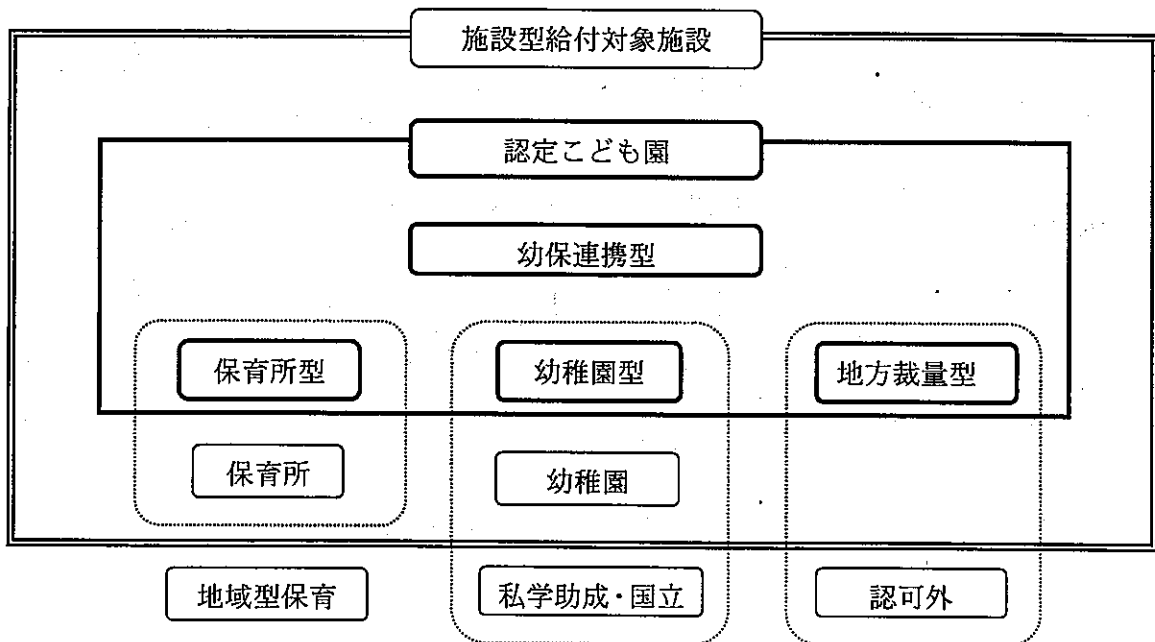 施設型給付対象施設
認定こども園
幼保連携型
保育所型
幼稚園型
地方裁量型
保育所
幼稚園
地域型保育
私学助成・国立
認可外